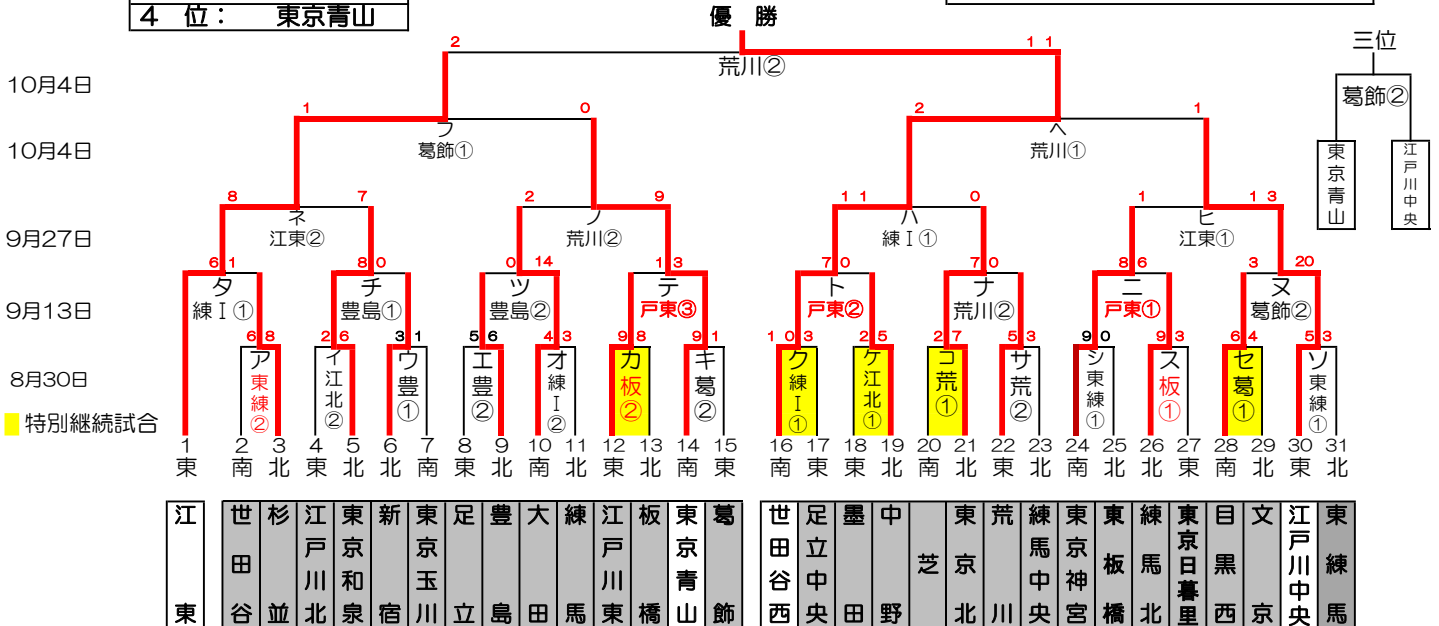 4 位： 東京青山
優 勝
三位
2
1 1
荒川②
10月4日
葛飾②
1
0
2
1
フ
葛飾①
ヘ
荒川①
10月4日
東京青山
江戸川中央
8
7
2
9
1 1
0
1
1 3
ネ
江東②
ノ
荒川②
ハ
練Ⅰ①
ヒ
江東①
9月27日
6 1
8 0
0 14
1 3
7 0
7 0
8 6
3 20
タ
練Ⅰ①
チ
豊島①
ツ
豊島②
テ
戸東③
ト
戸東②
ナ
荒川②
ニ
戸東①
ヌ
葛飾②
9月13日
6 8
2 6
3 1
5 6
4 3
9 8
9 1
1 0 3
2 5
2 7
5 3
9 0
9 3
6 4
5 3
ア東練②
イ江北②
ウ豊①
エ豊②
オ練Ⅰ②
カ板②
キ葛②
ク練Ⅰ①
ケ江北①
コ荒①
サ荒②
シ東練①
ス板①
セ葛①
ソ東練①
8月30日
特別継続試合
1 2 3 4 5 6 7 8 9 10 11 12 13 14 15 16 17 18 19 20 21 22 23 24 25 26 27 28 29 30 31
東 南 北 東 北 北 南 東 北 南 北 東 北 南 東 南 東 東 北 南 北 東 北 南 北 北 東 南 北 東 北
江東
世田谷
杉並
江戸川北
東京和泉
新宿
東京玉川
足立
豊島
大田
練馬
江戸川東
板橋
東京青山
葛飾
世田谷西
足立中央
墨田
中野
芝
東京北
荒川
練馬中央
東京神宮
東板橋
練馬北
東京日暮里
目黒西
文京
江戸川中央
東練馬